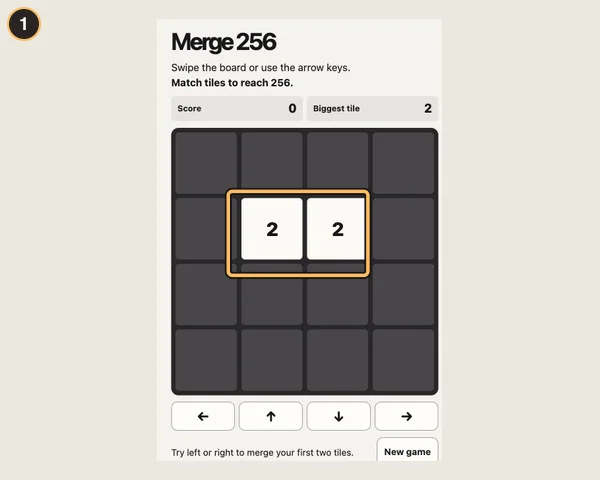 1
Merge 256
Swipe the board or use the arrow keys.
Match tiles to reach 256.
Score 0 Biggest tile 2
2 2
← ↑ ↓ →
Try left or right to merge your first two tiles. New game